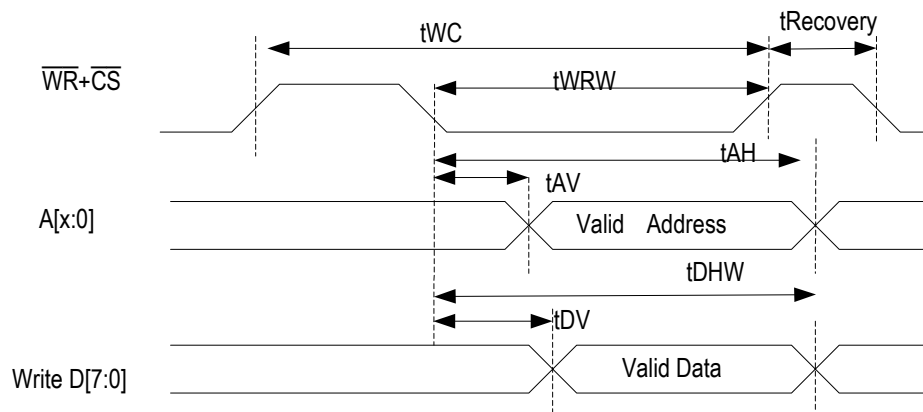 tWC
tRecovery
WR+CS
tWRW
tAH
tAV
A[x:0]
Valid Address
tDHW
tDV
Write D[7:0]
Valid Data